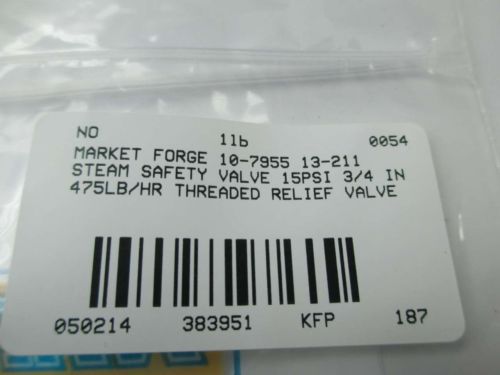 NO 11b 0054
MARKET FORGE 10-7955 13-211
STEAM SAFETY VALVE 15PSI 3/4 IN
475LB/HR THREADED RELIEF VALVE
050214 383951 KFP 187